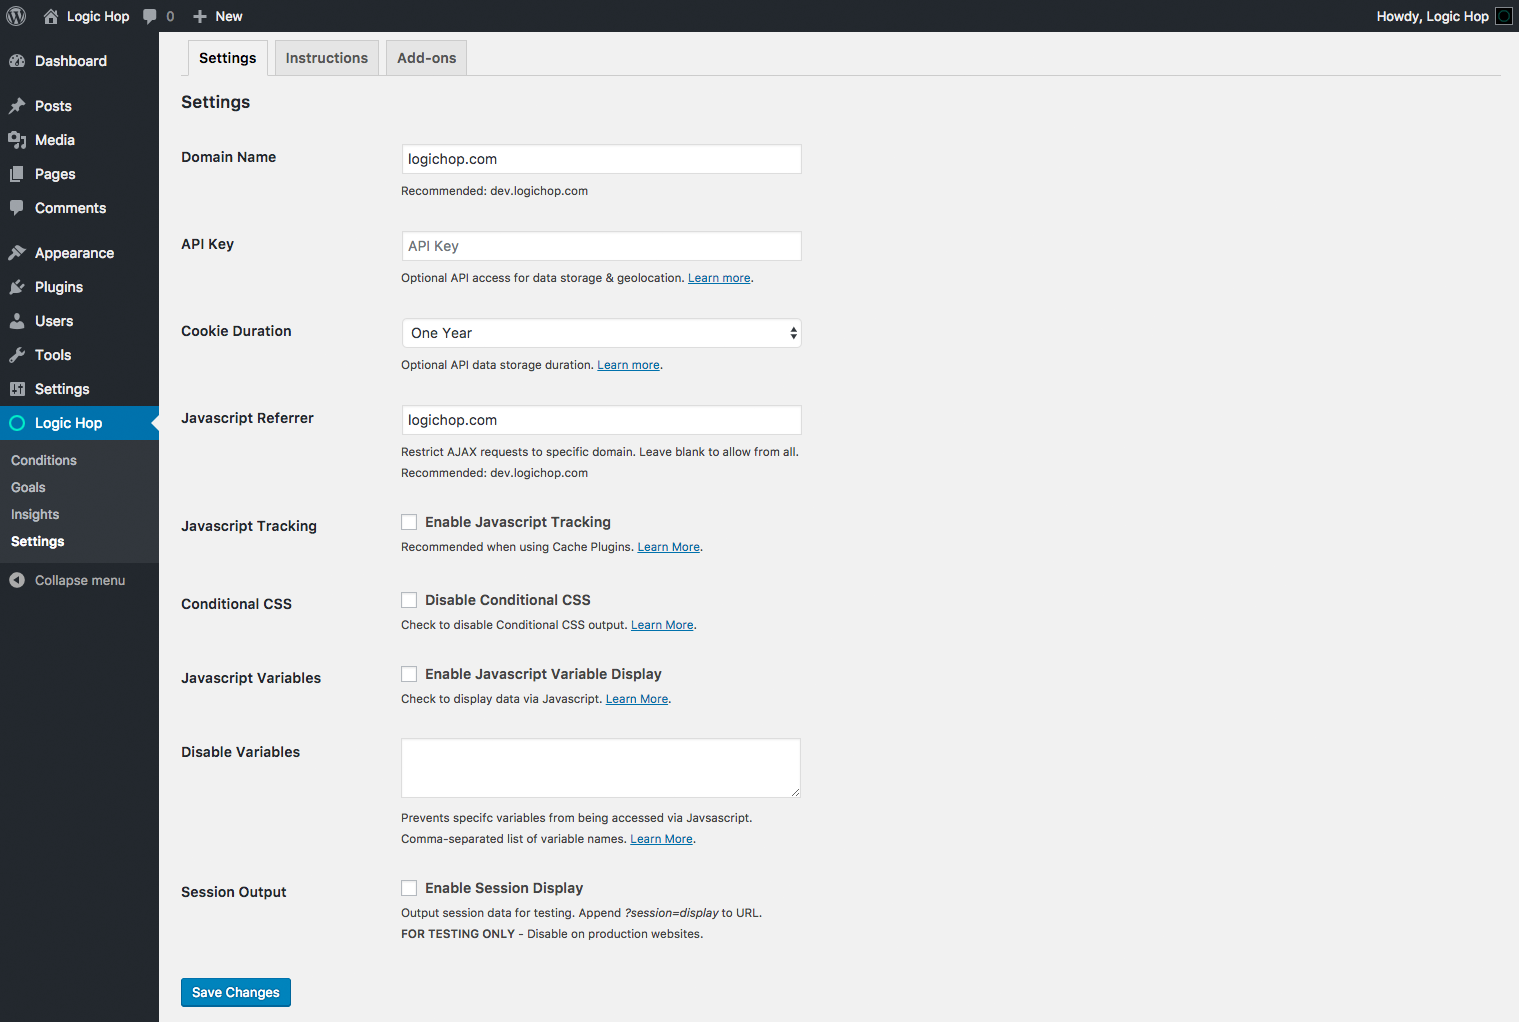 Logic Hop 0 New Howdy, Logic Hop
Dashboard
Posts
Media
Pages
Comments
Appearance
Plugins
Users
Tools
Settings
Logic Hop
Conditions
Goals
Insights
Settings
Collapse menu
Settings Instructions Add-ons
Settings
Domain Name
logichop.com
Recommended: dev.logichop.com
API Key
API Key
Optional API access for data storage & geolocation. Learn more.
Cookie Duration
One Year
Optional API data storage duration. Learn more.
Javascript Referrer
logichop.com
Restrict AJAX requests to specific domain. Leave blank to allow from all.
Recommended: dev.logichop.com
Javascript Tracking
Enable Javascript Tracking
Recommended when using Cache Plugins. Learn More.
Conditional CSS
Disable Conditional CSS
Check to disable Conditional CSS output. Learn More.
Javascript Variables
Enable Javascript Variable Display
Check to display data via Javascript. Learn More.
Disable Variables
Prevents specifc variables from being accessed via Javsascript.
Comma-separated list of variable names. Learn More.
Session Output
Enable Session Display
Output session data for testing. Append ?session=display to URL.
FOR TESTING ONLY - Disable on production websites.
Save Changes